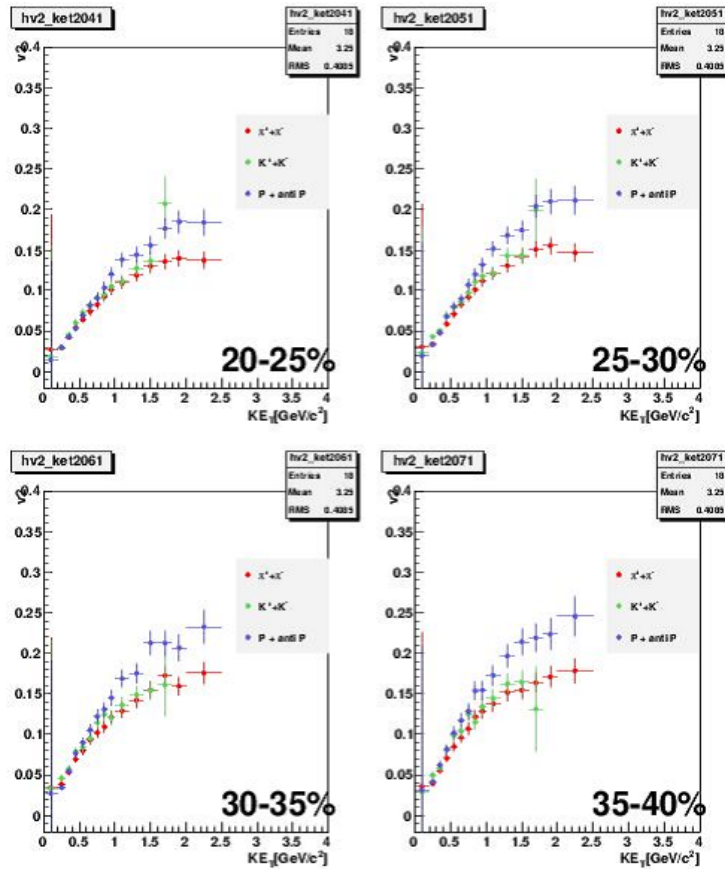 hv2_ket2041
hv2_ket2041
Entries 18
Mean 3.25
RMS 0.4005
v2
0.4
0.35
0.3
0.25
0.2
0.15
0.1
0.05
0
π⁺+π⁻
K⁺+K⁻
P + anti P
20-25%
0 0.5 1 1.5 2 2.5 3 3.5 4
KE_T[GeV/c²]
hv2_ket2051
hv2_ket2051
Entries 18
Mean 3.25
RMS 0.4005
v2
0.4
0.35
0.3
0.25
0.2
0.15
0.1
0.05
0
π⁺+π⁻
K⁺+K⁻
P + anti P
25-30%
0 0.5 1 1.5 2 2.5 3 3.5 4
KE_T[GeV/c²]
hv2_ket2061
hv2_ket2061
Entries 18
Mean 3.25
RMS 0.4005
v2
0.4
0.35
0.3
0.25
0.2
0.15
0.1
0.05
0
π⁺+π⁻
K⁺+K⁻
P + anti P
30-35%
0 0.5 1 1.5 2 2.5 3 3.5 4
KE_T[GeV/c²]
hv2_ket2071
hv2_ket2071
Entries 18
Mean 3.25
RMS 0.4005
v2
0.4
0.35
0.3
0.25
0.2
0.15
0.1
0.05
0
π⁺+π⁻
K⁺+K⁻
P + anti P
35-40%
0 0.5 1 1.5 2 2.5 3 3.5 4
KE_T[GeV/c²]